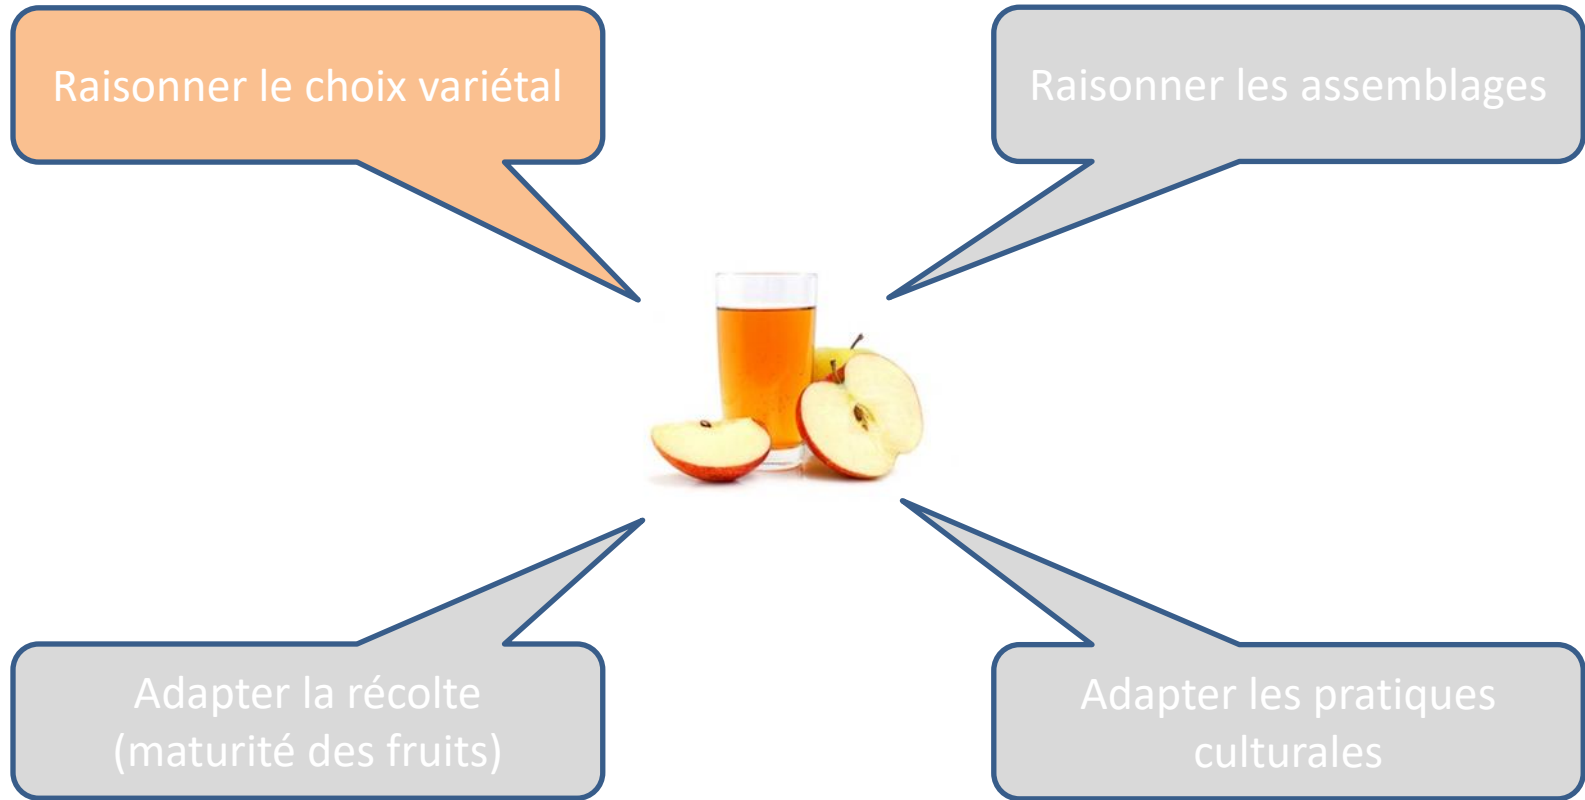 Raisonner le choix variétal
Raisonner les assemblages
Adapter la récolte
(maturité des fruits)
Adapter les pratiques
culturales